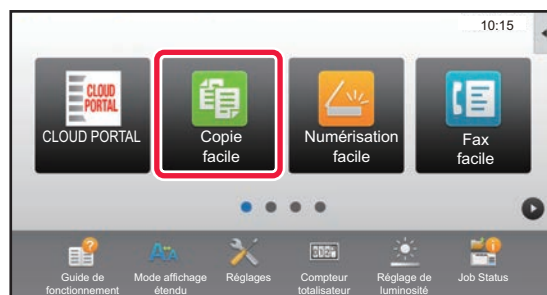 10:15
CLOUD
PORTAL
CLOUD PORTAL
Copie
facile
Numérisation
facile
Fax
facile
Guide de
fonctionnement
Mode affichage
étendu
Réglages
Compteur
totalisateur
Réglage de
luminosité
Job Status